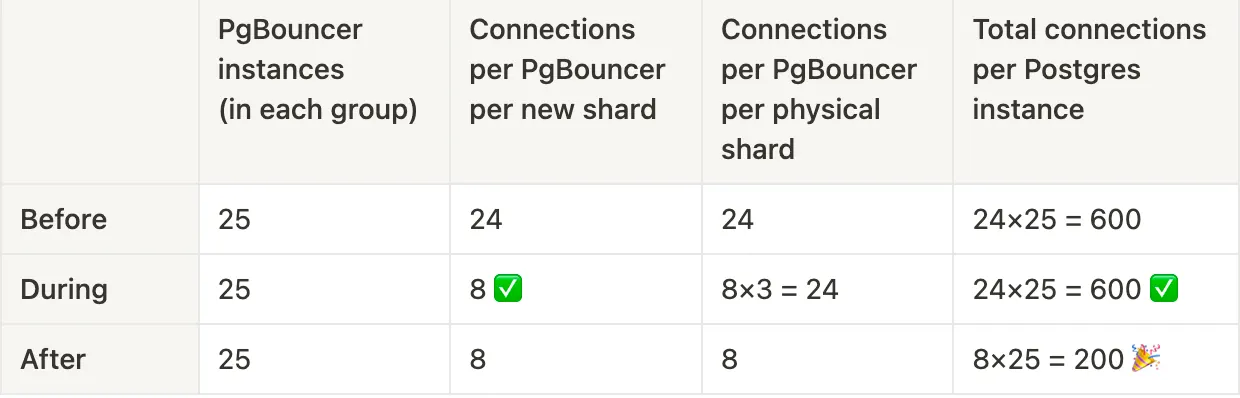 PgBouncer
instances
(in each group)
Connections
per PgBouncer
per new shard
Connections
per PgBouncer
per physical
shard
Total connections
per Postgres
instance
Before
25
24
24
24×25 = 600
During
25
8 ✅
8×3 = 24
24×25 = 600 ✅
After
25
8
8
8×25 = 200 🎉